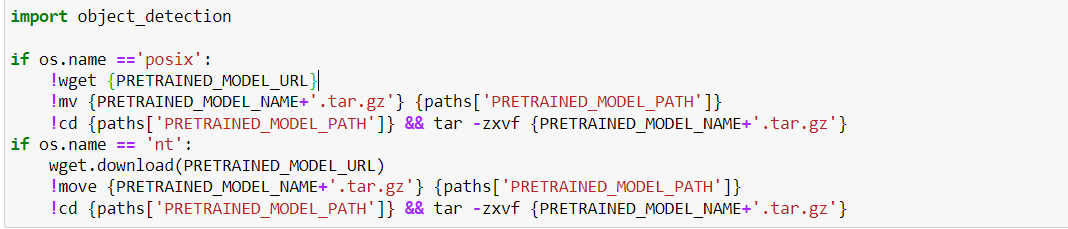 import object_detection

if os.name =='posix':
    !wget {PRETRAINED_MODEL_URL}
    !mv {PRETRAINED_MODEL_NAME+'.tar.gz'} {paths['PRETRAINED_MODEL_PATH']}
    !cd {paths['PRETRAINED_MODEL_PATH']} && tar -zxvf {PRETRAINED_MODEL_NAME+'.tar.gz'}
if os.name == 'nt':
    wget.download(PRETRAINED_MODEL_URL)
    !move {PRETRAINED_MODEL_NAME+'.tar.gz'} {paths['PRETRAINED_MODEL_PATH']}
    !cd {paths['PRETRAINED_MODEL_PATH']} && tar -zxvf {PRETRAINED_MODEL_NAME+'.tar.gz'}